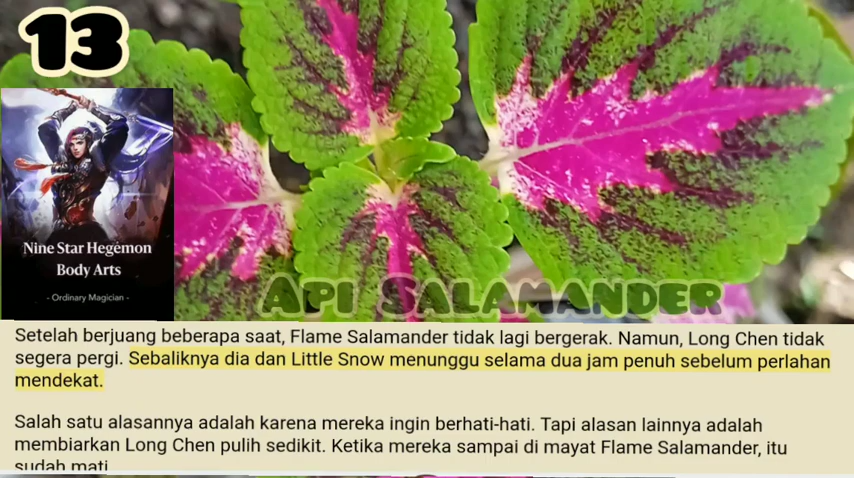 13
Nine Star Hegemon
Body Arts
- Ordinary Magician -
API SALAMANDER
Setelah berjuang beberapa saat, Flame Salamander tidak lagi bergerak. Namun, Long Chen tidak
segera pergi. Sebaliknya dia dan Little Snow menunggu selama dua jam penuh sebelum perlahan
mendekat.
Salah satu alasannya adalah karena mereka ingin berhati-hati. Tapi alasan lainnya adalah
membiarkan Long Chen pulih sedikit. Ketika mereka sampai di mayat Flame Salamander, itu
sudah mati